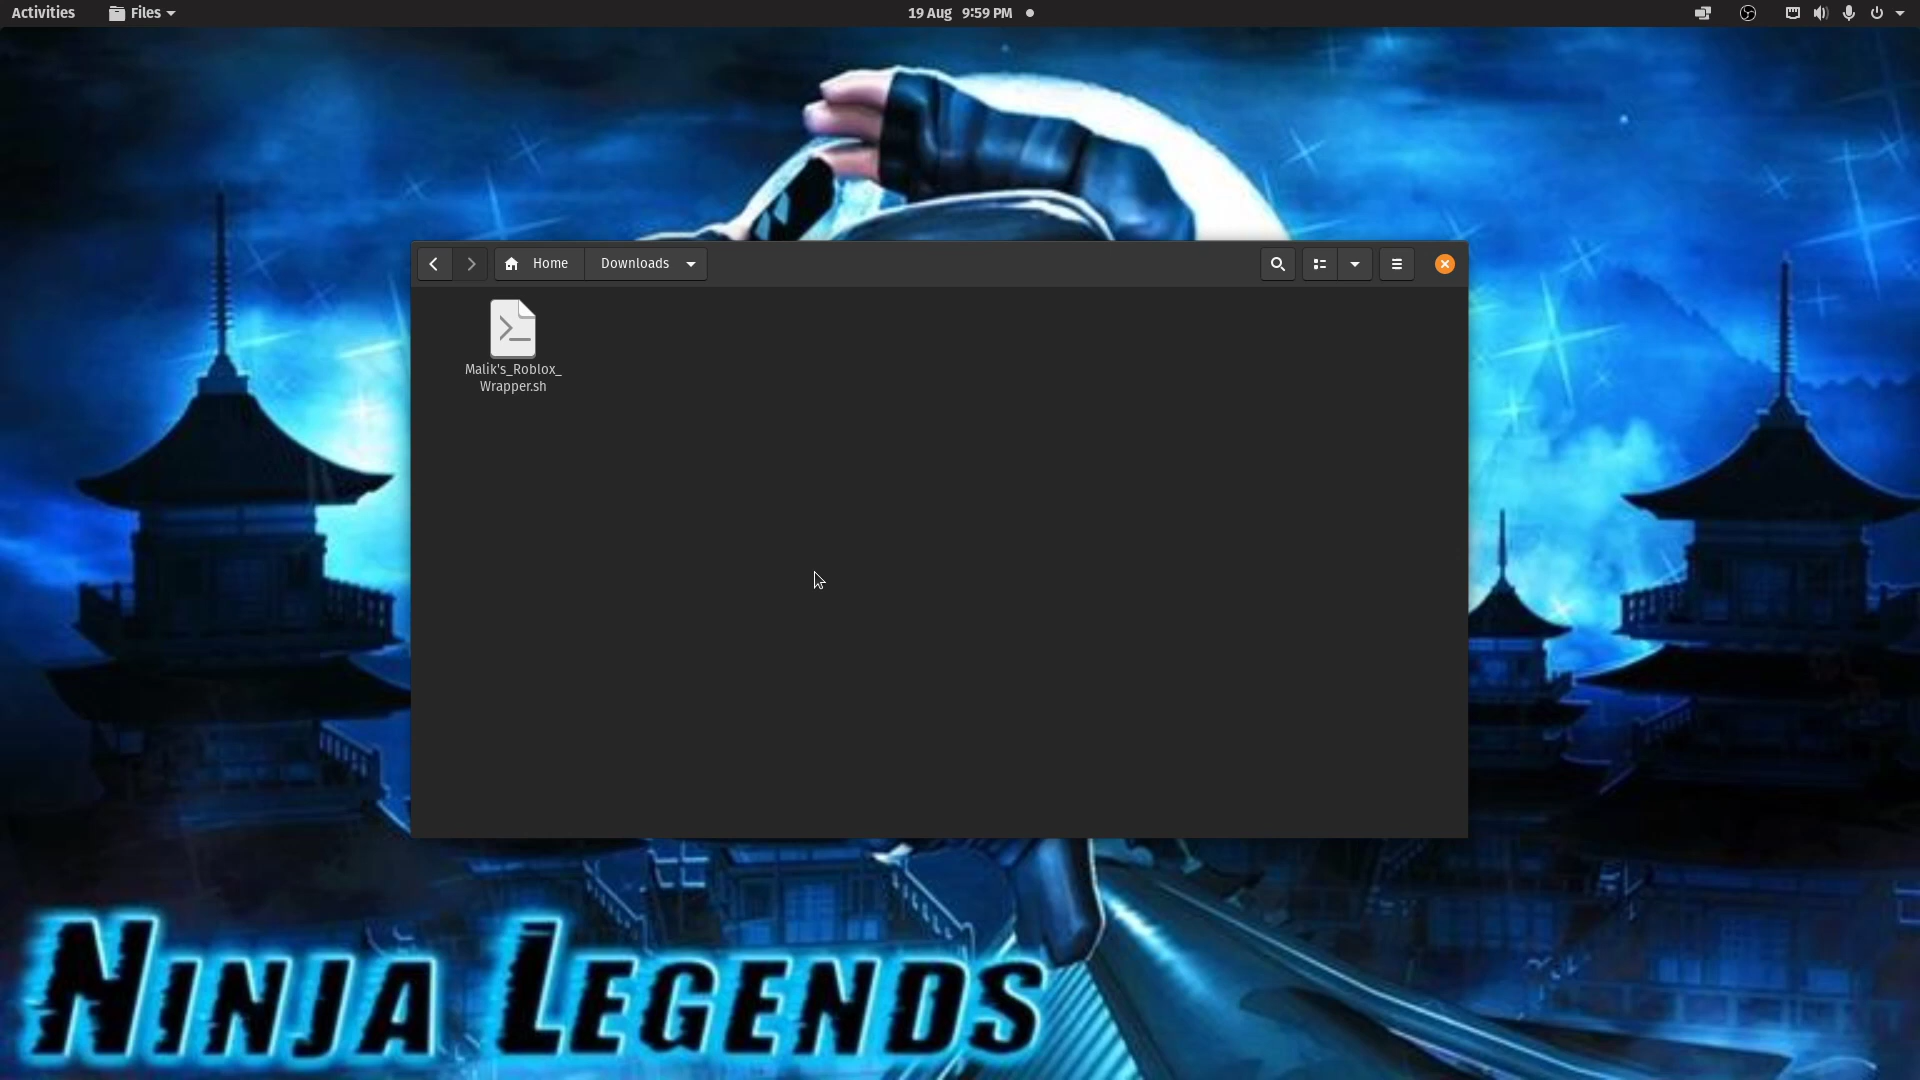 Activities
Files
19 Aug 9:59 PM
Home
Downloads
Malik's_Roblox_
Wrapper.sh
NINJA LEGENDS